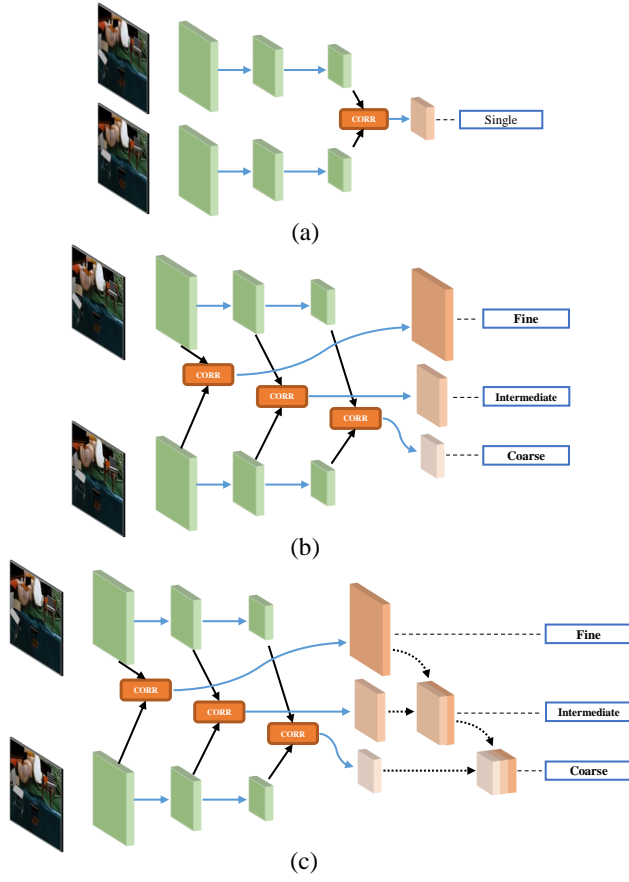 CORR
Single
(a)
Fine
CORR
CORR
Intermediate
CORR
Coarse
(b)
Fine
CORR
CORR
Intermediate
CORR
Coarse
(c)